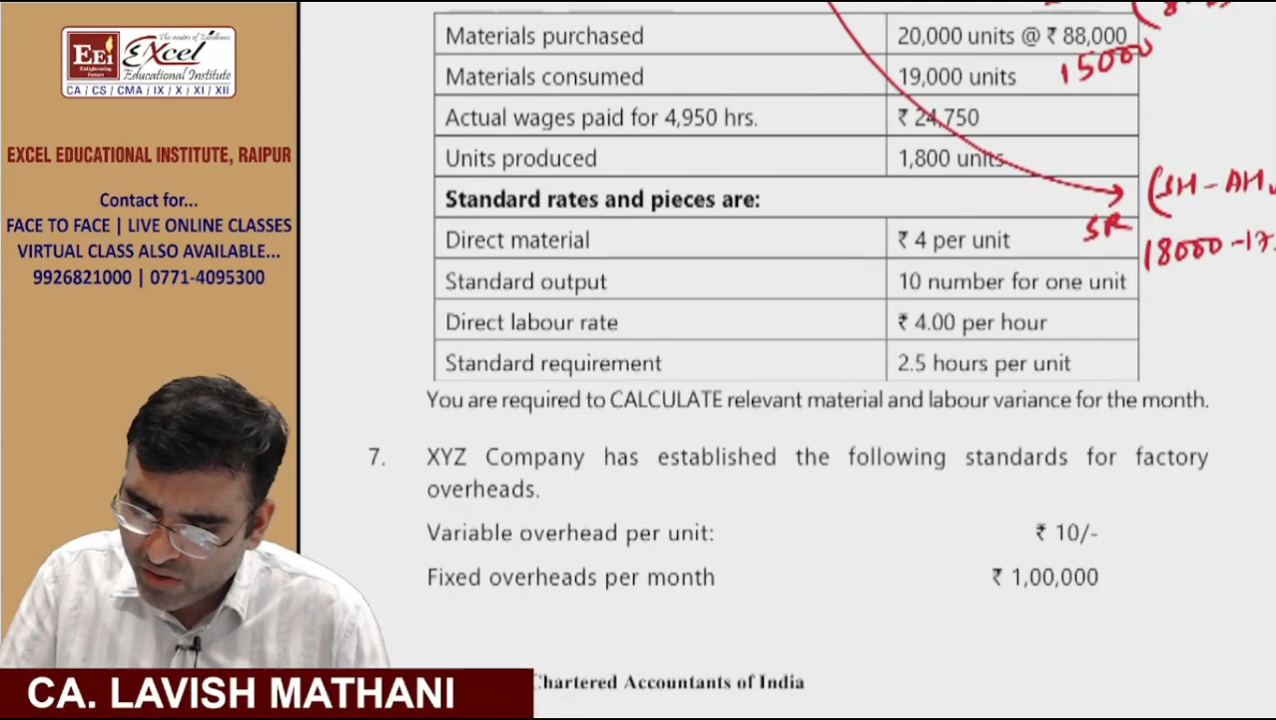 The centre of Excellence
EEi
Excel
Educational Institute
CA / CS / CMA / IX / X / XI / XII
EXCEL EDUCATIONAL INSTITUTE, RAIPUR
Contact for...
FACE TO FACE | LIVE ONLINE CLASSES
VIRTUAL CLASS ALSO AVAILABLE...
9926821000 | 0771-4095300
Materials purchased 20,000 units @ ₹ 88,000
15000
Materials consumed 19,000 units
Actual wages paid for 4,950 hrs. ₹ 24,750
Units produced 1,800 units
(SH - AH
Standard rates and pieces are:
SR
Direct material ₹ 4 per unit
18000 - 17
Standard output 10 number for one unit
Direct labour rate ₹ 4.00 per hour
Standard requirement 2.5 hours per unit
You are required to CALCULATE relevant material and labour variance for the month.
7. XYZ Company has established the following standards for factory
overheads.
Variable overhead per unit: ₹ 10/-
Fixed overheads per month ₹ 1,00,000
Chartered Accountants of India
CA. LAVISH MATHANI